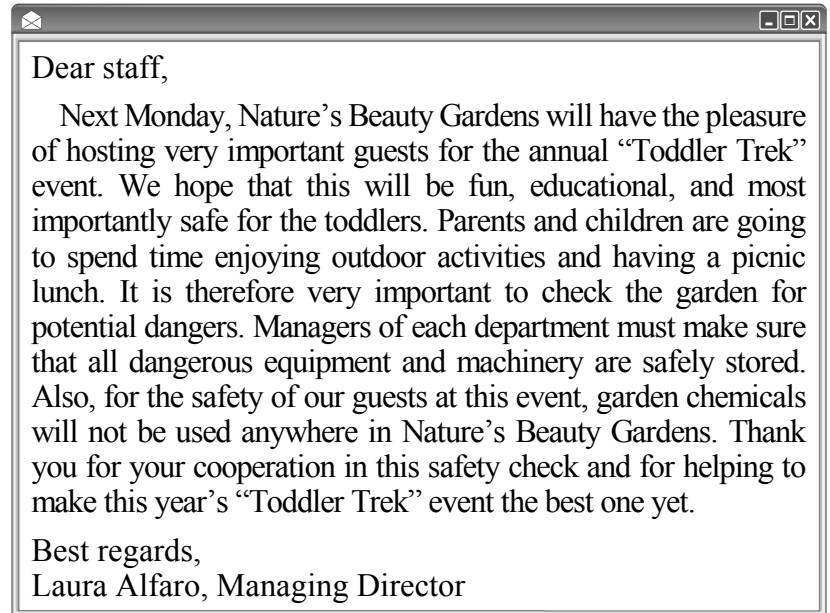 Dear staff,
Next Monday, Nature’s Beauty Gardens will have the pleasure
of hosting very important guests for the annual “Toddler Trek”
event. We hope that this will be fun, educational, and most
importantly safe for the toddlers. Parents and children are going
to spend time enjoying outdoor activities and having a picnic
lunch. It is therefore very important to check the garden for
potential dangers. Managers of each department must make sure
that all dangerous equipment and machinery are safely stored.
Also, for the safety of our guests at this event, garden chemicals
will not be used anywhere in Nature’s Beauty Gardens. Thank
you for your cooperation in this safety check and for helping to
make this year’s “Toddler Trek” event the best one yet.
Best regards,
Laura Alfaro, Managing Director